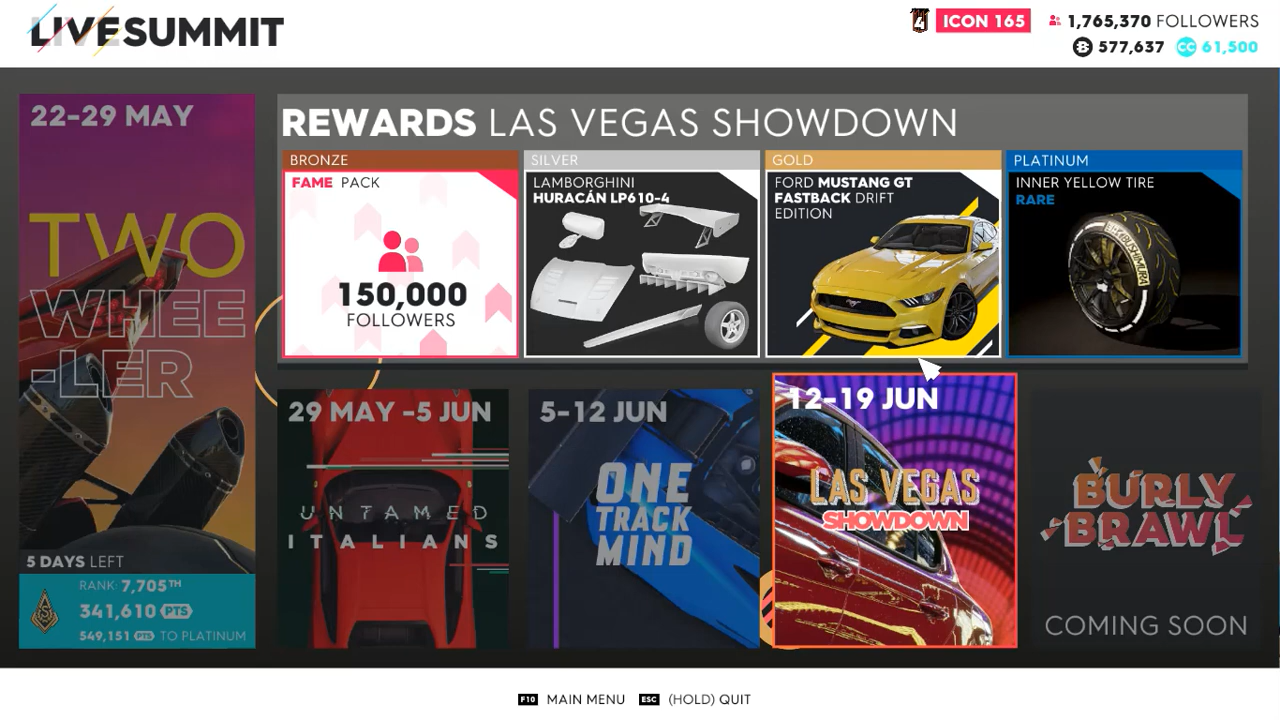 LIVE SUMMIT
4 ICON 165
1,765,370 FOLLOWERS
577,637 CC 61,500
22-29 MAY
TWO
WHEE
-LER
5 DAYS LEFT
RANK: 7,705TH
341,610 PTS
549,151 PTS TO PLATINUM
REWARDS LAS VEGAS SHOWDOWN
BRONZE
FAME PACK
150,000
FOLLOWERS
SILVER
LAMBORGHINI
HURACÁN LP610-4
GOLD
FORD MUSTANG GT
FASTBACK DRIFT
EDITION
PLATINUM
INNER YELLOW TIRE
RARE
29 MAY -5 JUN
UNTAMED
ITALIANS
5-12 JUN
ONE
TRACK
MIND
12-19 JUN
LAS VEGAS
SHOWDOWN
BURLY
BRAWL
COMING SOON
F10 MAIN MENU ESC (HOLD) QUIT